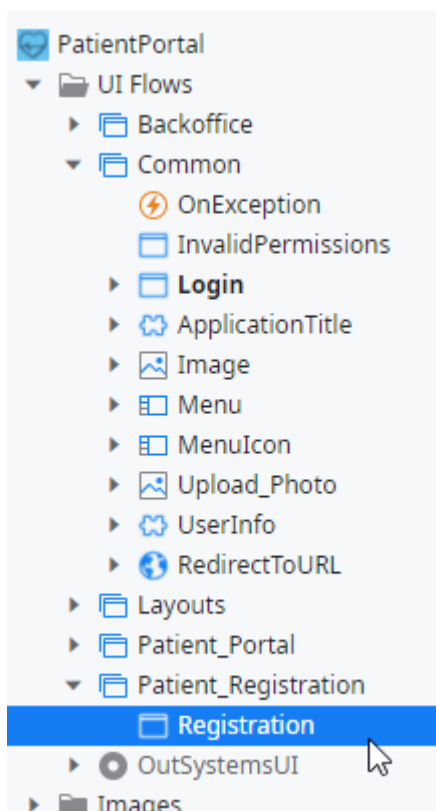 PatientPortal
UI Flows
Backoffice
Common
OnException
InvalidPermissions
Login
ApplicationTitle
Image
Menu
MenuIcon
Upload_Photo
UserInfo
RedirectToURL
Layouts
Patient_Portal
Patient_Registration
Registration
OutSystemsUI
Images